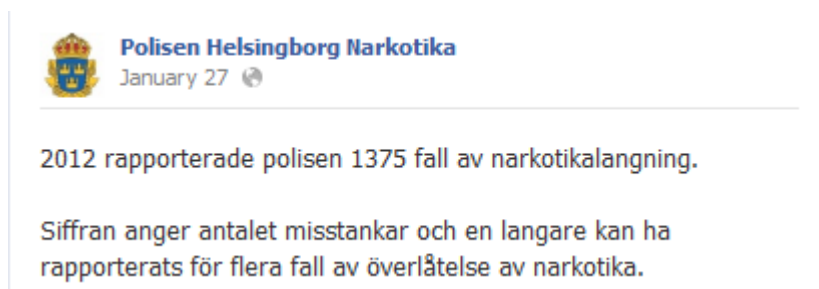 Polisen Helsingborg Narkotika
January 27
2012 rapporterade polisen 1375 fall av narkotikalangning.
Siffran anger antalet misstankar och en langare kan ha
rapporterats för flera fall av överlåtelse av narkotika.